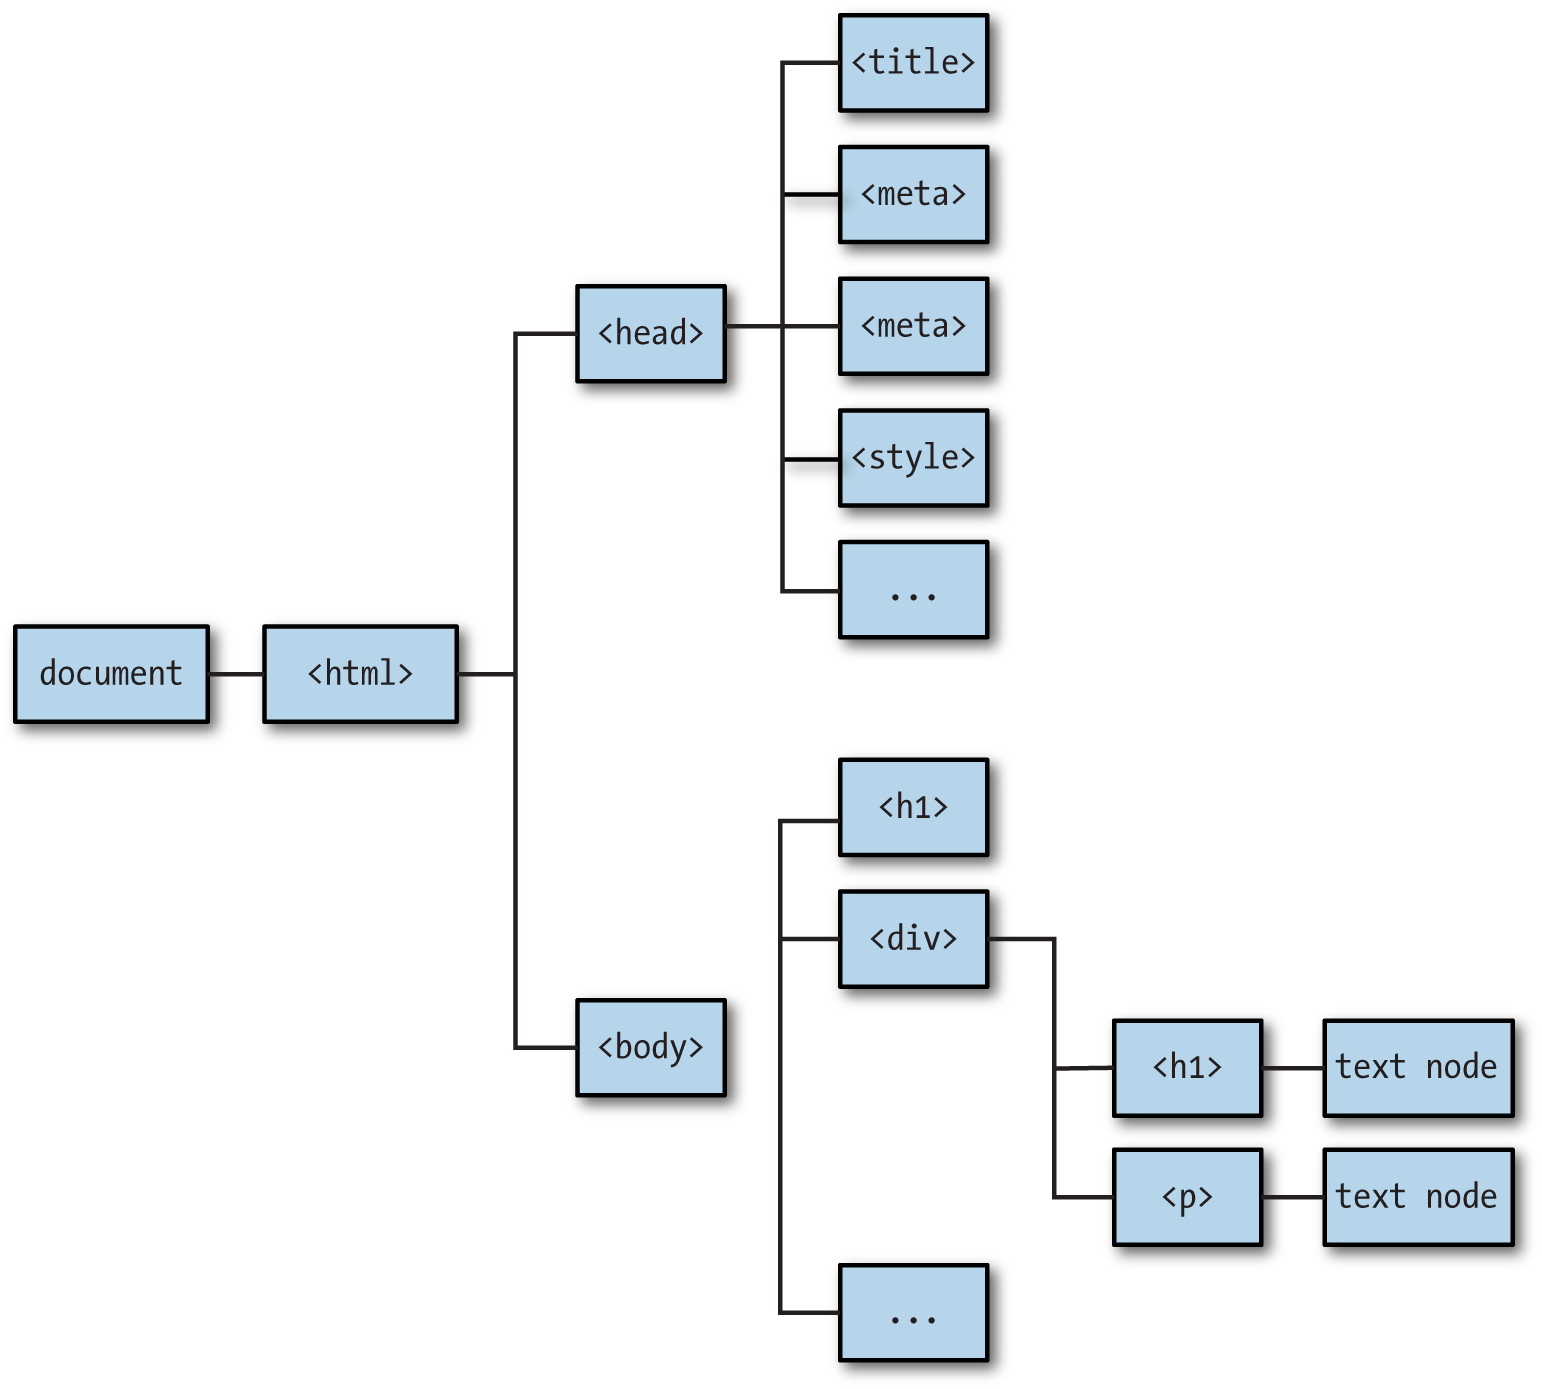 <title>
<meta>
<meta>
<head>
<style>
...
document
<html>
<h1>
<div>
<body>
<h1>
text node
<p>
text node
...